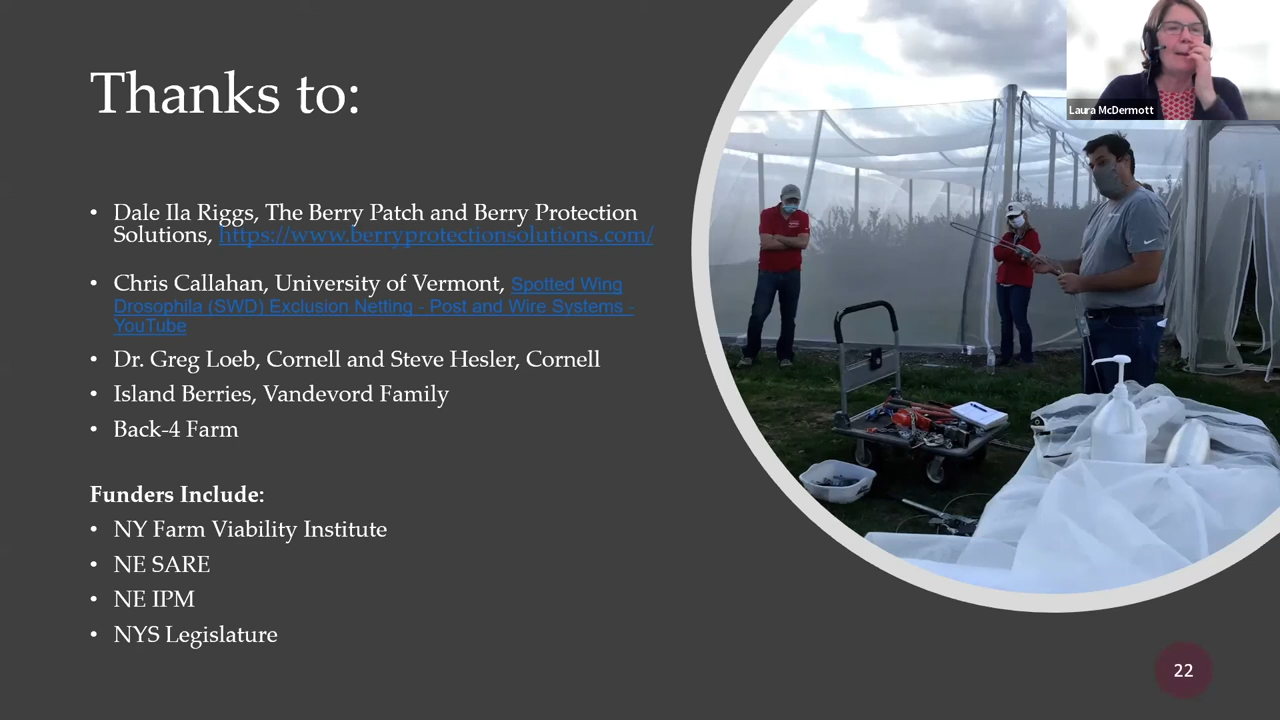 Thanks to:
Laura McDermott
• Dale Ila Riggs, The Berry Patch and Berry Protection
Solutions, https://www.berryprotectionsolutions.com/
• Chris Callahan, University of Vermont, Spotted Wing
Drosophila (SWD) Exclusion Netting - Post and Wire Systems -
YouTube
• Dr. Greg Loeb, Cornell and Steve Hesler, Cornell
• Island Berries, Vandevord Family
• Back-4 Farm
Funders Include:
• NY Farm Viability Institute
• NE SARE
• NE IPM
• NYS Legislature
22